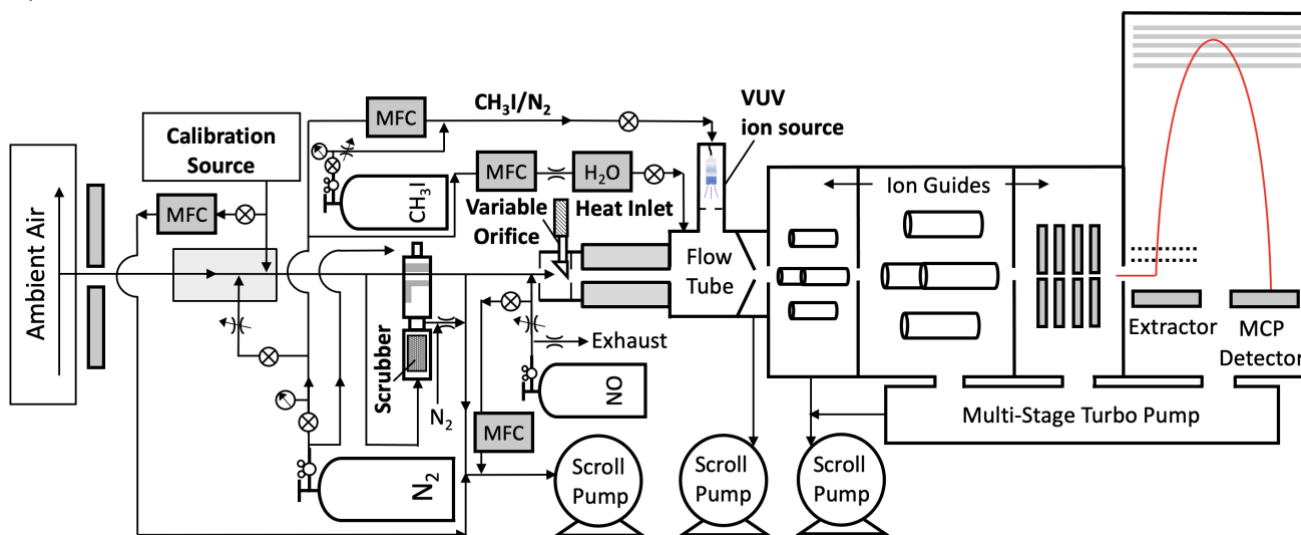 CH₃I/N₂
VUV
ion source
MFC
Calibration
Source
MFC
H₂O
Ion Guides
CH₃I
Variable
Orifice
Heat Inlet
MFC
Ambient Air
Flow
Tube
Extractor
MCP
Detector
Exhaust
Scrubber
NO
N₂
MFC
Multi-Stage Turbo Pump
N₂
Scroll
Pump
Scroll
Pump
Scroll
Pump